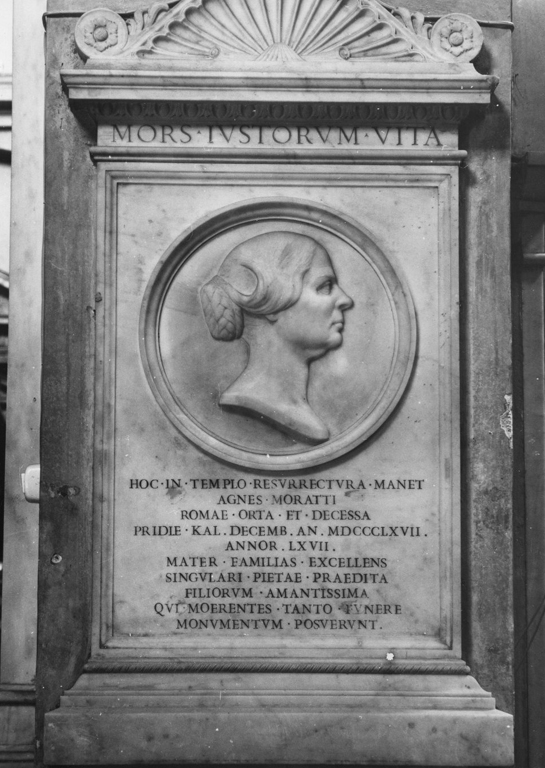 MORS·IVSTORVM·VITA
HOC·IN·TEMPLO·RESVRRECTVRA·MANET
AGNES·MORATTI
ROMAE·ORTA·ET·DECESSA
PRIDIE·KAL.DECEMB.AN.MDCCCLXVII.
ANNOR.LXVII.
MATER·FAMILIAS·EXCELLENS
SINGVLARI·PIETAE·PRAEDITA
FILIORVM·AMANTISSIMA
QVI·MOERENTES·TANTO·FVNERE
MONVMENTVM·POSVERVNT.